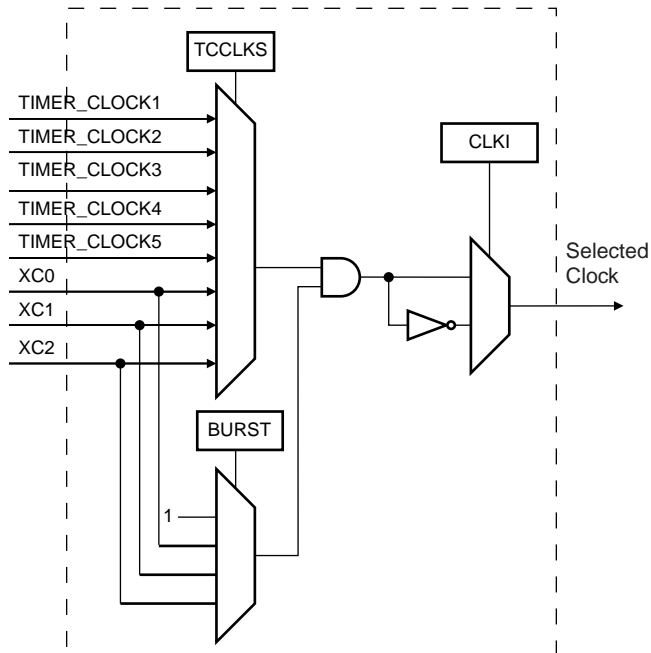 TCCLKS
TIMER_CLOCK1
TIMER_CLOCK2
TIMER_CLOCK3
TIMER_CLOCK4
TIMER_CLOCK5
XC0
XC1
XC2
CLKI
Selected
Clock
BURST
1